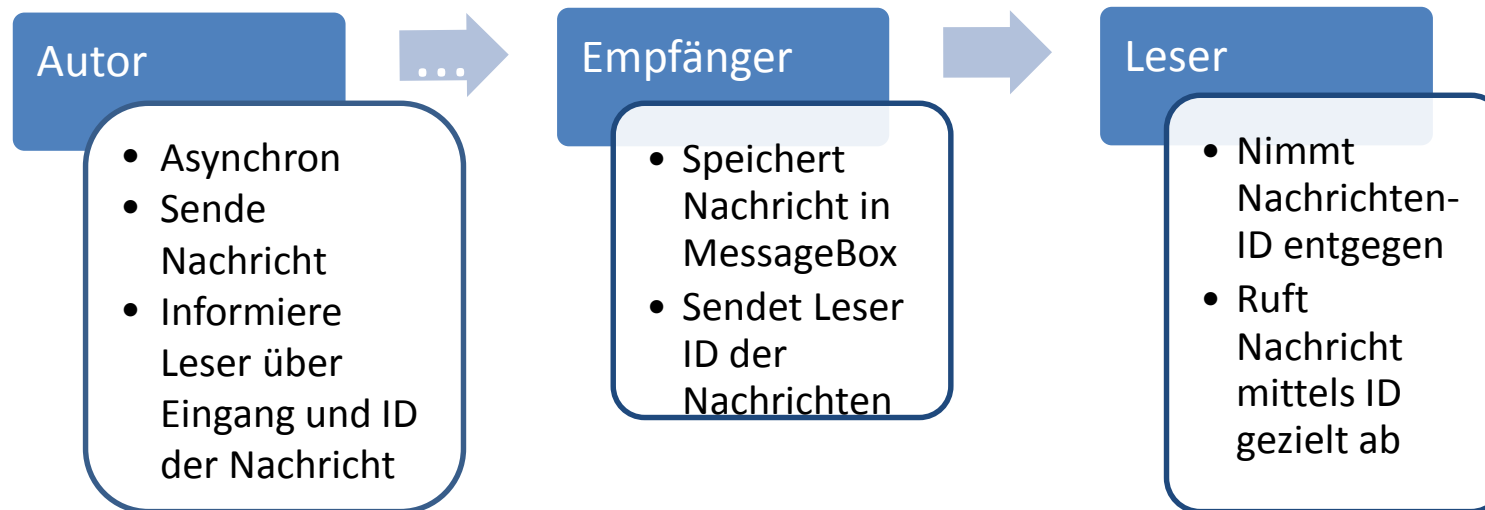 Autor
...
• Asynchron
• Sende
Nachricht
• Informiere
Leser über
Eingang und ID
der Nachricht
Empfänger
• Speichert
Nachricht in
MessageBox
• Sendet Leser
ID der
Nachrichten
Leser
• Nimmt
Nachrichten-
ID entgegen
• Ruft
Nachricht
mittels ID
gezielt ab